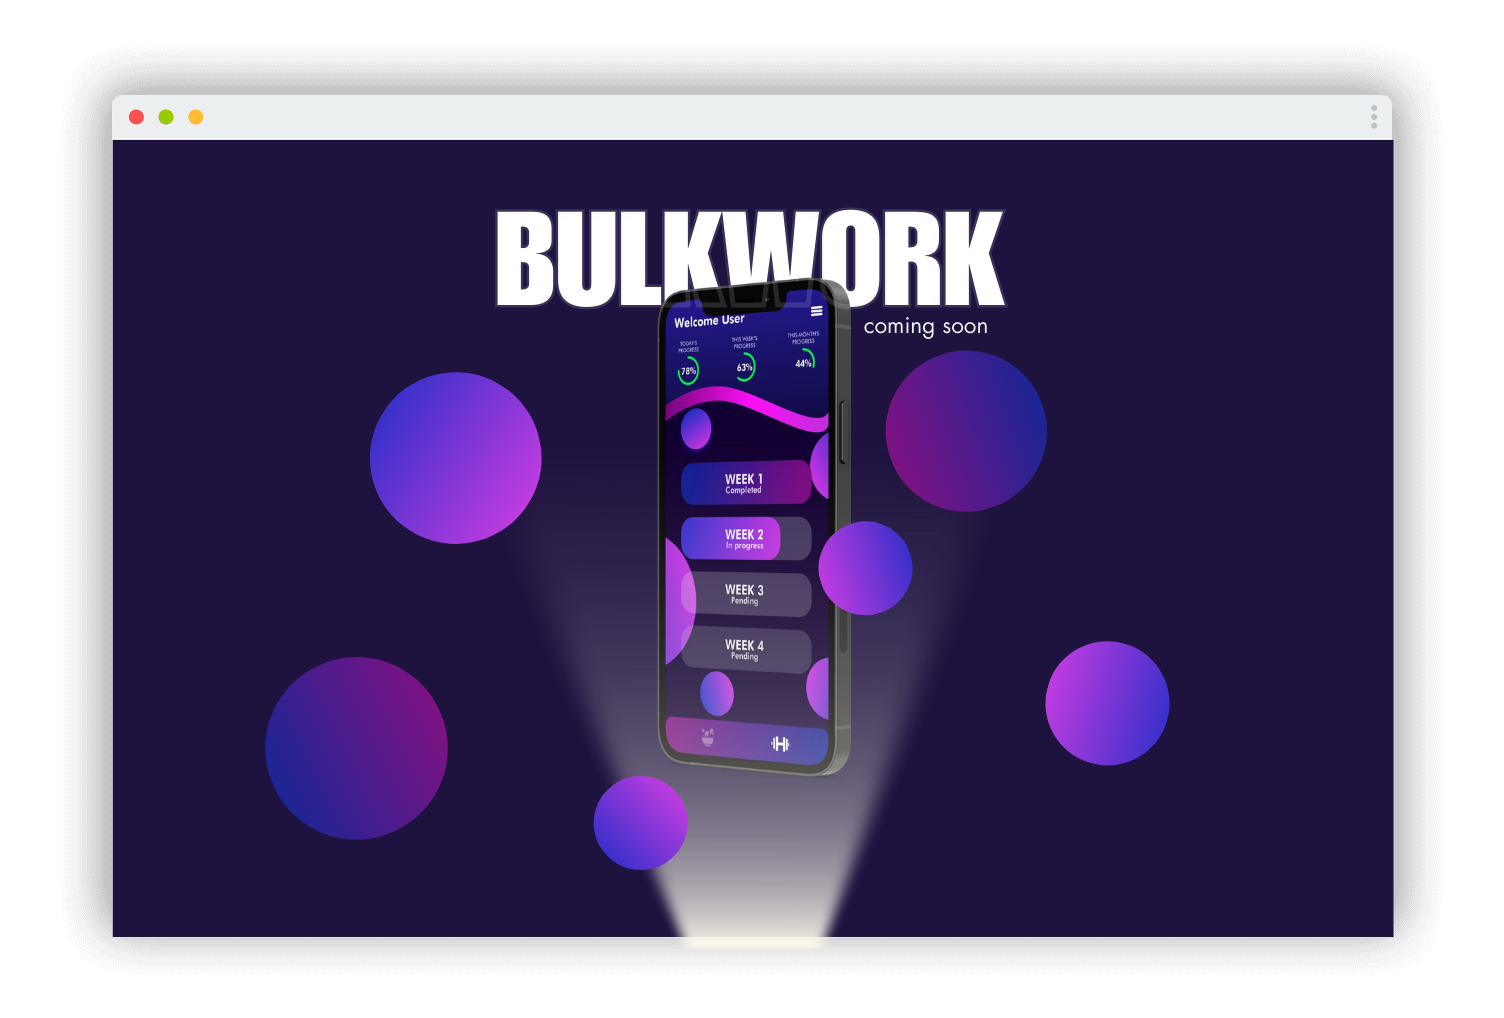 BULKWORK
coming soon
Welcome User
TODAY'S
PROGRESS
78%
THIS WEEK'S
PROGRESS
63%
THIS MONTH'S
PROGRESS
44%
WEEK 1
Completed
WEEK 2
In progress
WEEK 3
Pending
WEEK 4
Pending